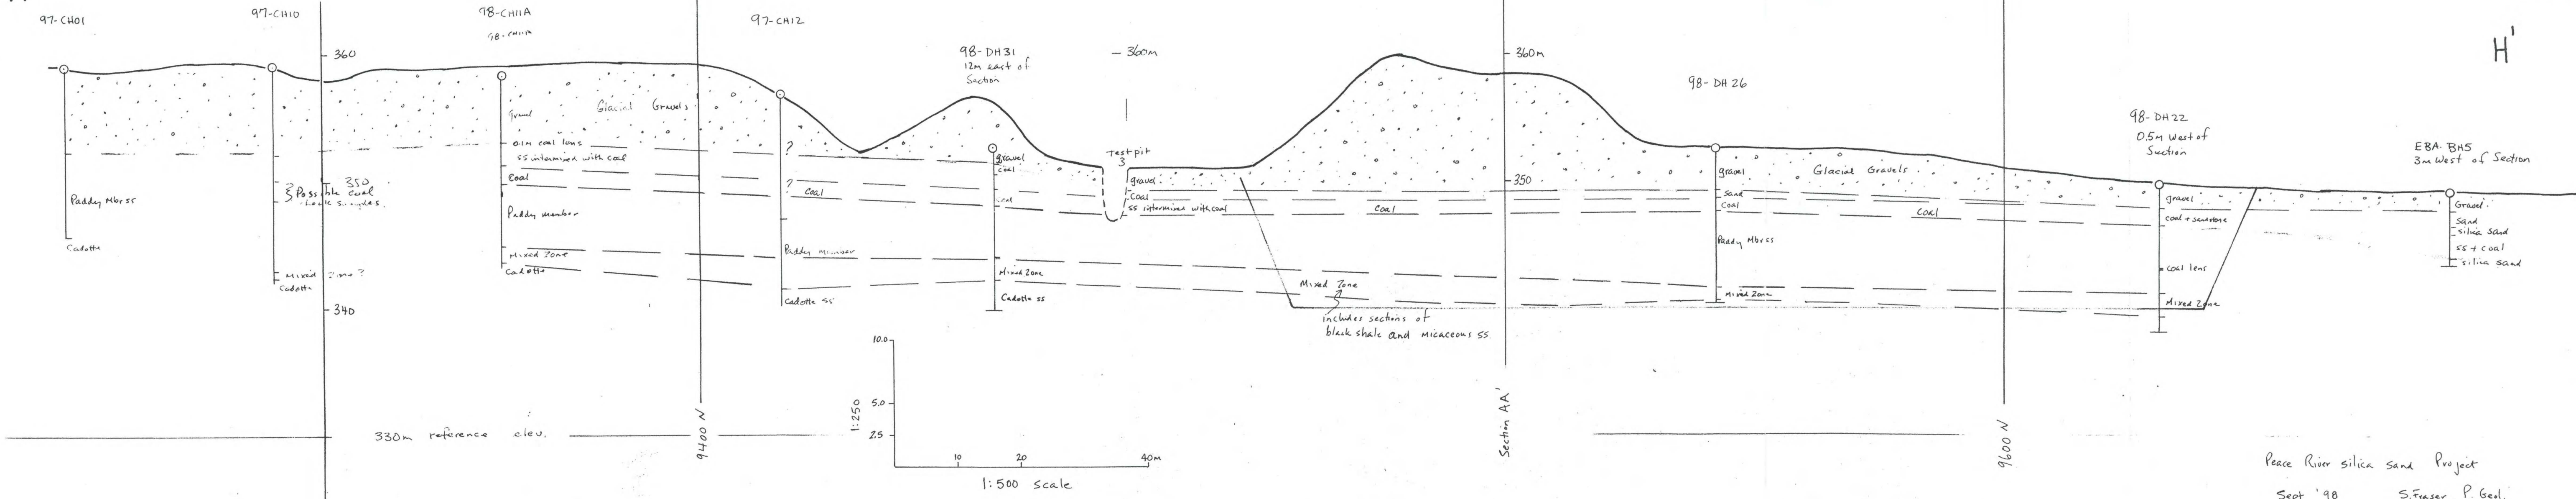 97-CH01
97-CH10
98-CH11A
98-CH11A
97-CH12
98-DH31
12m east of
Section
360m
360
360m
98-DH 26
H'
98-DH22
0.5m West of
Section
EBA-BH5
3m West of Section
Paddy Mbr ss
Cadotte
350
Possible coal
Mixed Zone?
Cadotte
340
gravel
0.1m coal lens
SS intermixed with coal
Coal
Paddy member
Mixed Zone
Cadotte
Glacial Gravels
?
?
Coal
Paddy Member
Cadotte ss
gravel
coal
Mixed Zone
Cadotte ss
Test pit
3
gravel
Coal
SS intermixed with coal
Coal
350
Mixed Zone
includes sections of
black shale and micaceous ss.
gravel
Sand
Coal
Paddy Mbr ss
Mixed Zone
Glacial Gravels
Coal
gravel
coal + sandstone
coal lens
Mixed Zone
Gravel
Sand
silica sand
ss + coal
silica sand
330m reference elev.
9400 N
1:250
10.0
5.0
2.5
10
20
40m
1:500 scale
Section AA'
9600 N
Peace River silica sand Project
Sept '98 S. Fraser P. Geol.